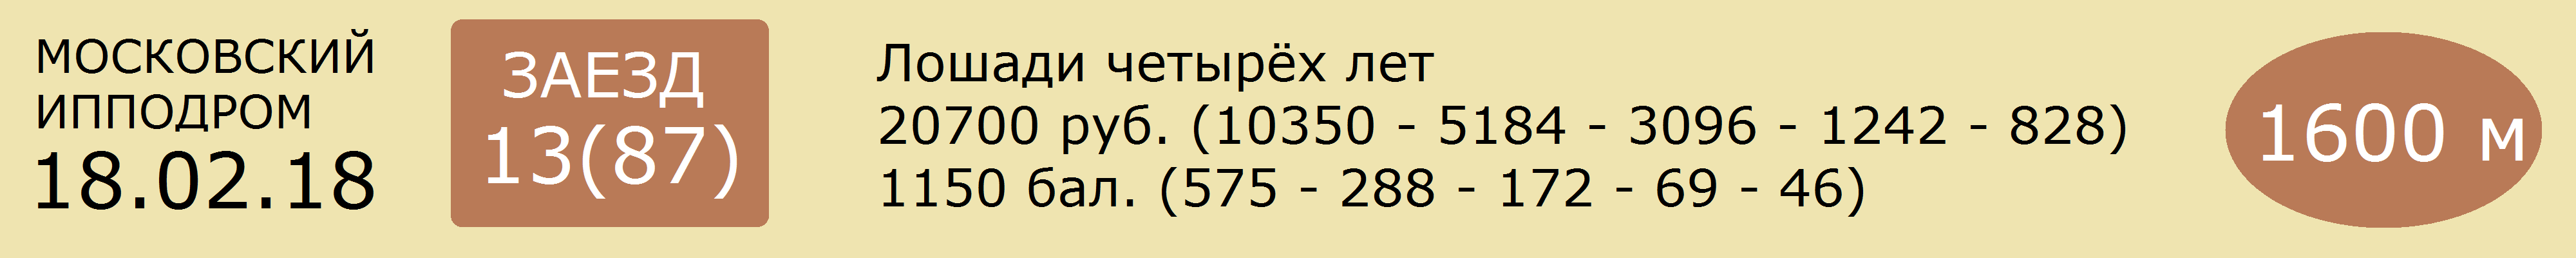 МОСКОВСКИЙ
ИППОДРОМ
18.02.18
ЗАЕЗД
13(87)
Лошади четырёх лет
20700 руб. (10350 - 5184 - 3096 - 1242 - 828)
1150 бал. (575 - 288 - 172 - 69 - 46)
1600 м